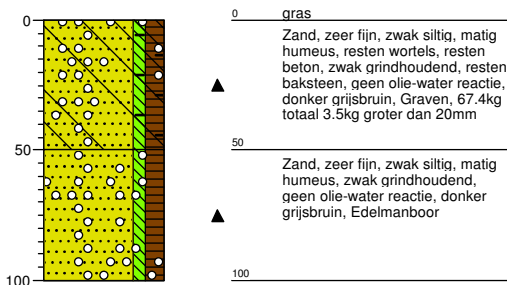 0
50
100
0
gras
Zand, zeer fijn, zwak siltig, matig
humeus, resten wortels, resten
beton, zwak grindhoudend, resten
baksteen, geen olie-water reactie,
donker grijsbruin, Graven, 67.4kg
totaal 3.5kg groter dan 20mm
50
Zand, zeer fijn, zwak siltig, matig
humeus, zwak grindhoudend,
geen olie-water reactie, donker
grijsbruin, Edelmanboor
100